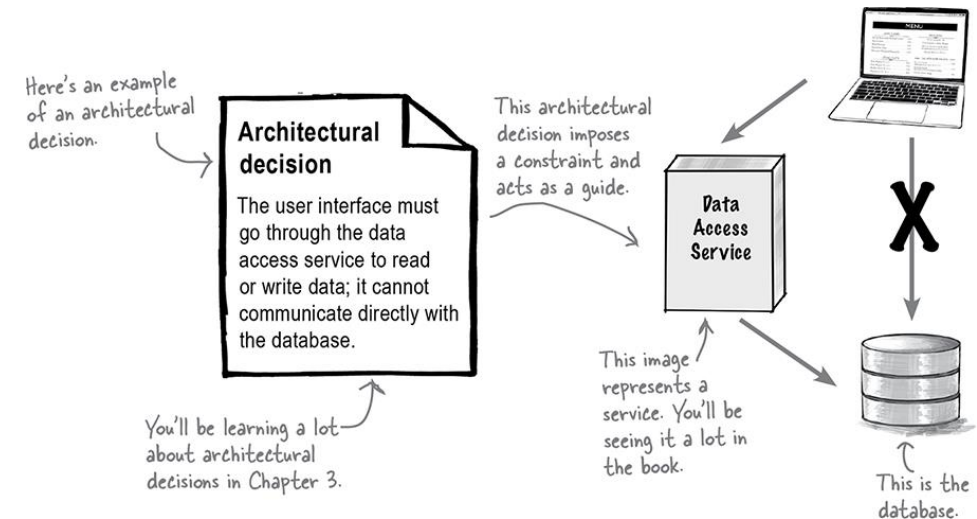 Here's an example
of an architectural
decision.
Architectural
decision
The user interface must
go through the data
access service to read
or write data; it cannot
communicate directly with
the database.
You'll be learning a lot
about architectural
decisions in Chapter 3.
This architectural
decision imposes
a constraint and
acts as a guide.
Data
Access
Service
This image
represents a
service. You'll be
seeing it a lot in
the book.
MENU
X
This is the
database.